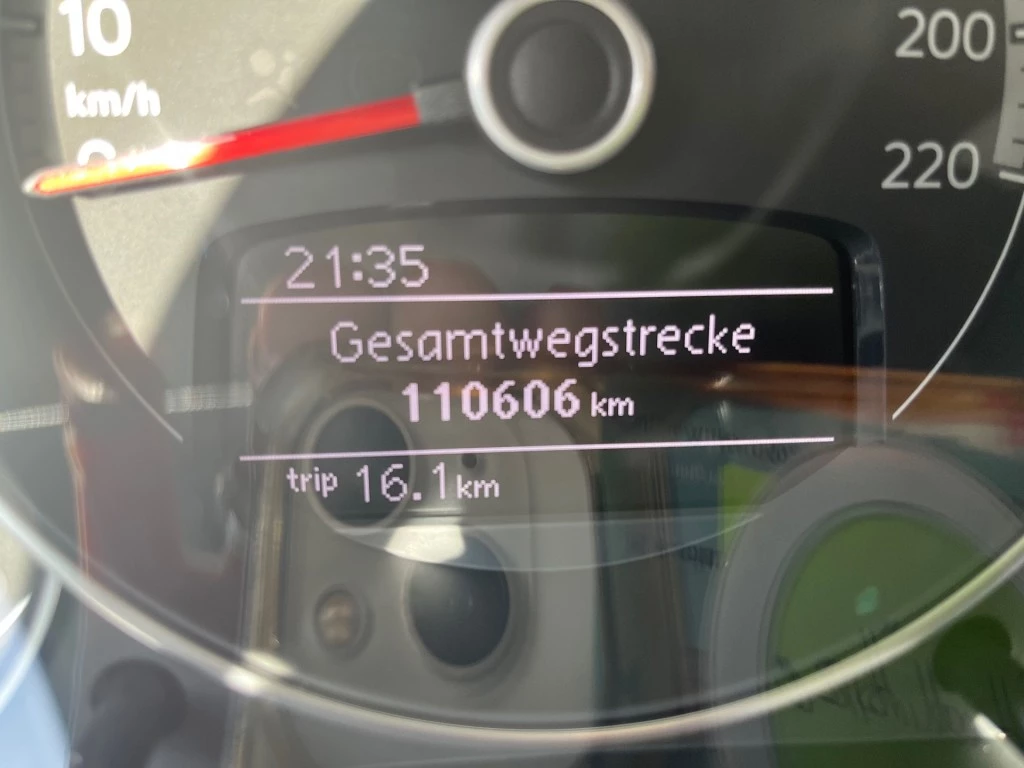 10
km/h
200
220
21:35
Gesamtwegstrecke
110606 km
trip 16.1 km